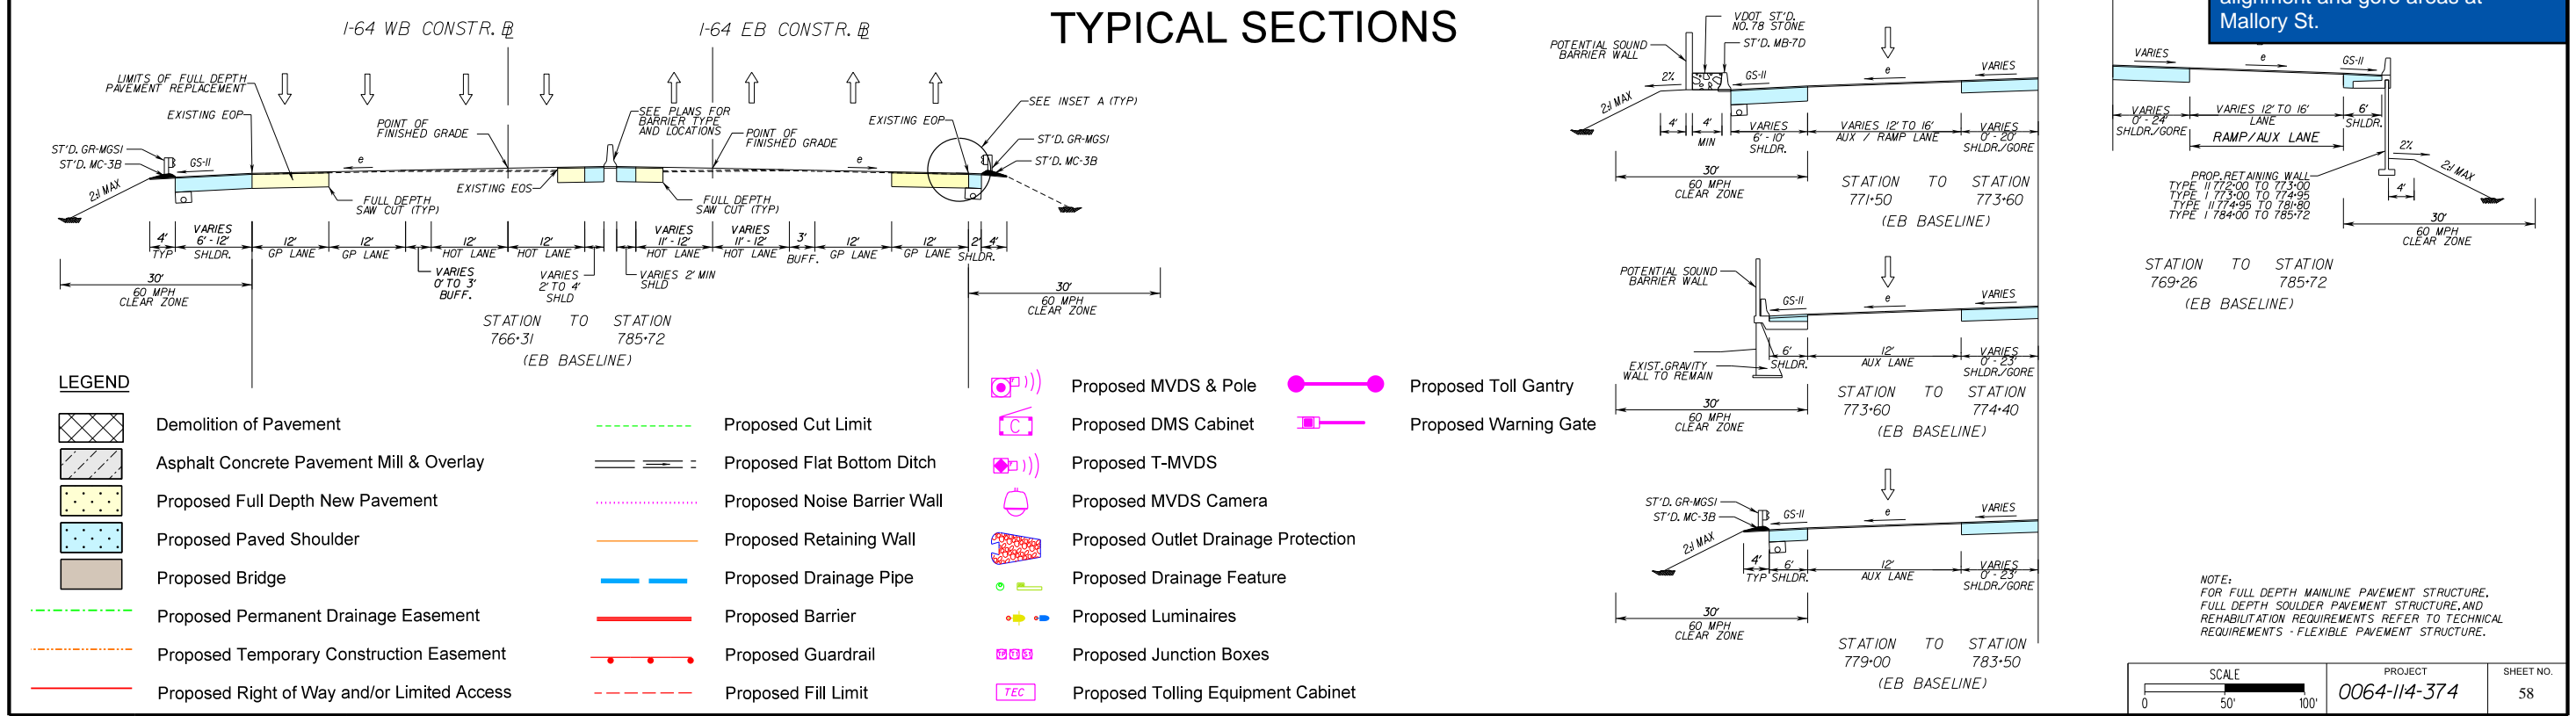 TYPICAL SECTIONS
alignment and gore areas at
Mallory St.
I-64 WB CONSTR. BL
I-64 EB CONSTR. BL
LIMITS OF FULL DEPTH
PAVEMENT REPLACEMENT
EXISTING EOP
POINT OF
FINISHED GRADE
SEE PLANS FOR
BARRIER TYPE
AND LOCATIONS
POINT OF
FINISHED GRADE
EXISTING EOP
SEE INSET A (TYP)
ST'D. GR-MGS1
ST'D. MC-3B
ST'D. GR-MGS1
ST'D. MC-3B
GS-11
e
e
2:1 MAX
EXISTING EOS
FULL DEPTH
SAW CUT (TYP)
FULL DEPTH
SAW CUT (TYP)
4'
TYP
VARIES
6' - 12'
SHLDR.
12'
GP LANE
12'
GP LANE
VARIES
0' TO 3'
BUFF.
12'
HOT LANE
12'
HOT LANE
VARIES
2' TO 4'
SHLD
VARIES 2' MIN
SHLD
VARIES
11' - 12'
HOT LANE
VARIES
11' - 12'
HOT LANE
3'
BUFF.
12'
GP LANE
12'
GP LANE
2'
SHLDR.
4'
30'
60 MPH
CLEAR ZONE
30'
60 MPH
CLEAR ZONE
STATION TO STATION
766+31 785+72
(EB BASELINE)
POTENTIAL SOUND
BARRIER WALL
VDOT ST'D.
NO. 78 STONE
ST'D. MB-7D
2%
GS-11
e
VARIES
2:1 MAX
4'
4'
MIN
VARIES
6' - 10'
SHLDR.
VARIES 12' TO 16'
AUX / RAMP LANE
VARIES
0' - 20'
SHLDR./GORE
30'
60 MPH
CLEAR ZONE
STATION TO STATION
771+50 773+60
(EB BASELINE)
POTENTIAL SOUND
BARRIER WALL
GS-11
e
VARIES
EXIST. GRAVITY
WALL TO REMAIN
6'
SHLDR.
12'
AUX LANE
VARIES
0' - 23'
SHLDR./GORE
30'
60 MPH
CLEAR ZONE
STATION TO STATION
773+60 774+40
(EB BASELINE)
ST'D. GR-MGS1
ST'D. MC-3B
GS-11
e
VARIES
2:1 MAX
4'
TYP
6'
SHLDR.
12'
AUX LANE
VARIES
0' - 23'
SHLDR./GORE
30'
60 MPH
CLEAR ZONE
STATION TO STATION
779+00 783+50
(EB BASELINE)
VARIES
e
GS-11
VARIES
0' - 24'
SHLDR./GORE
VARIES 12' TO 16'
LANE
6'
SHLDR.
RAMP/AUX LANE
2%
2:1 MAX
PROP. RETAINING WALL
TYPE II 772+00 TO 773+00
TYPE I 773+00 TO 774+95
TYPE II 774+95 TO 781+80
TYPE I 784+00 TO 785+72
4'
30'
60 MPH
CLEAR ZONE
STATION TO STATION
769+26 785+72
(EB BASELINE)
LEGEND
Demolition of Pavement
Asphalt Concrete Pavement Mill & Overlay
Proposed Full Depth New Pavement
Proposed Paved Shoulder
Proposed Bridge
Proposed Permanent Drainage Easement
Proposed Temporary Construction Easement
Proposed Right of Way and/or Limited Access
Proposed Cut Limit
Proposed Flat Bottom Ditch
Proposed Noise Barrier Wall
Proposed Retaining Wall
Proposed Drainage Pipe
Proposed Barrier
Proposed Guardrail
Proposed Fill Limit
Proposed MVDS & Pole
C
Proposed DMS Cabinet
Proposed T-MVDS
Proposed MVDS Camera
Proposed Outlet Drainage Protection
Proposed Drainage Feature
Proposed Luminaires
Proposed Junction Boxes
TEC
Proposed Tolling Equipment Cabinet
Proposed Toll Gantry
Proposed Warning Gate
NOTE:
FOR FULL DEPTH MAINLINE PAVEMENT STRUCTURE,
FULL DEPTH SOULDER PAVEMENT STRUCTURE, AND
REHABILITATION REQUIREMENTS REFER TO TECHNICAL
REQUIREMENTS - FLEXIBLE PAVEMENT STRUCTURE.
SCALE
0 50' 100'
PROJECT
0064-114-374
SHEET NO.
58